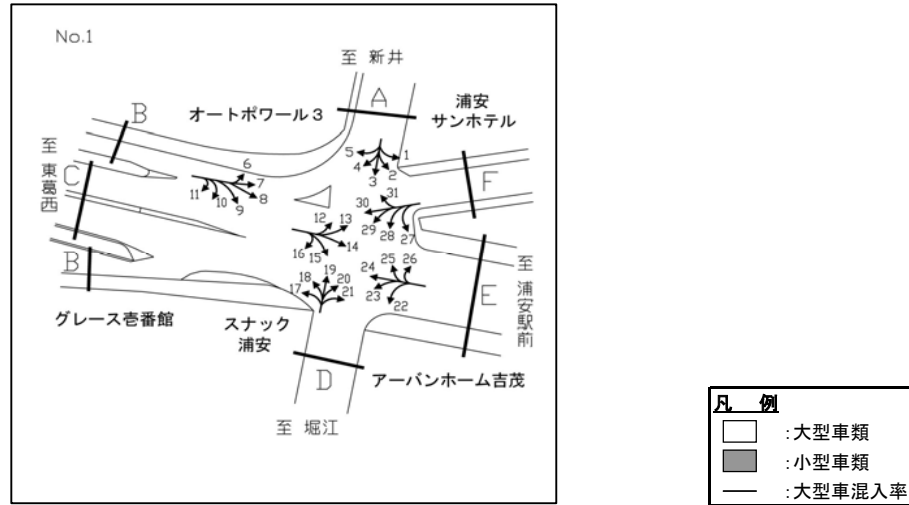 No.1
至 新井
A
浦安
サンホテル
オートポワール3
B
至 東葛西
C
F
1
2
3
4
5
6
7
8
9
10
11
31
30
29
28
27
12
13
14
15
16
25
26
24
23
22
19
18
20
17
21
B
E
至 浦安駅前
グレース壱番館
スナック
浦安
D
アーバンホーム吉茂
至 堀江
凡 例
:大型車類
:小型車類
:大型車混入率